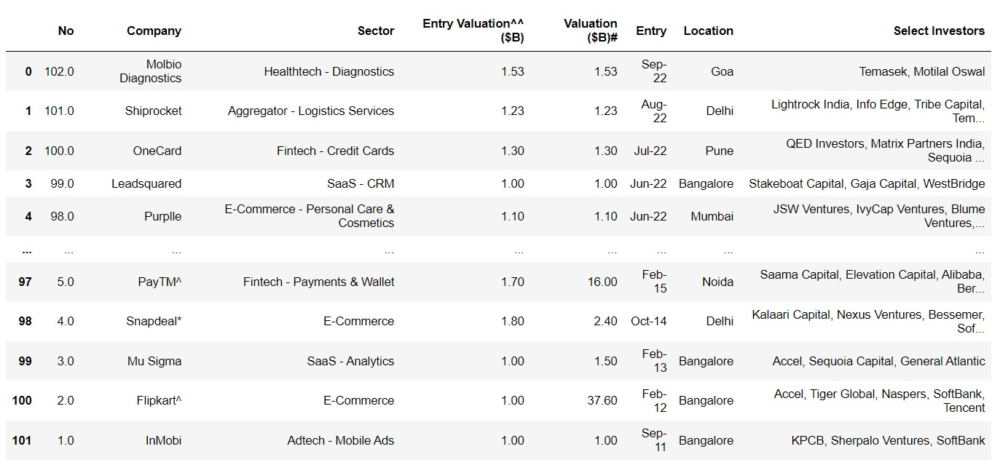 No Company Sector Entry Valuation^^ ($B) Valuation ($B)# Entry Location Select Investors
0 102.0 Molbio Diagnostics Healthtech - Diagnostics 1.53 1.53 Sep-22 Goa Temasek, Motilal Oswal
1 101.0 Shiprocket Aggregator - Logistics Services 1.23 1.23 Aug-22 Delhi Lightrock India, Info Edge, Tribe Capital, Tem...
2 100.0 OneCard Fintech - Credit Cards 1.30 1.30 Jul-22 Pune QED Investors, Matrix Partners India, Sequoia ...
3 99.0 Leadsquared SaaS - CRM 1.00 1.00 Jun-22 Bangalore Stakeboat Capital, Gaja Capital, WestBridge
4 98.0 Purplle E-Commerce - Personal Care & Cosmetics 1.10 1.10 Jun-22 Mumbai JSW Ventures, IvyCap Ventures, Blume Ventures,...
... ... ... ... ... ... ... ... ...
97 5.0 PayTM^ Fintech - Payments & Wallet 1.70 16.00 Feb-15 Noida Saama Capital, Elevation Capital, Alibaba, Ber...
98 4.0 Snapdeal* E-Commerce 1.80 2.40 Oct-14 Delhi Kalaari Capital, Nexus Ventures, Bessemer, Sof...
99 3.0 Mu Sigma SaaS - Analytics 1.00 1.50 Feb-13 Bangalore Accel, Sequoia Capital, General Atlantic
100 2.0 Flipkart^ E-Commerce 1.00 37.60 Feb-12 Bangalore Accel, Tiger Global, Naspers, SoftBank, Tencent
101 1.0 InMobi Adtech - Mobile Ads 1.00 1.00 Sep-11 Bangalore KPCB, Sherpalo Ventures, SoftBank